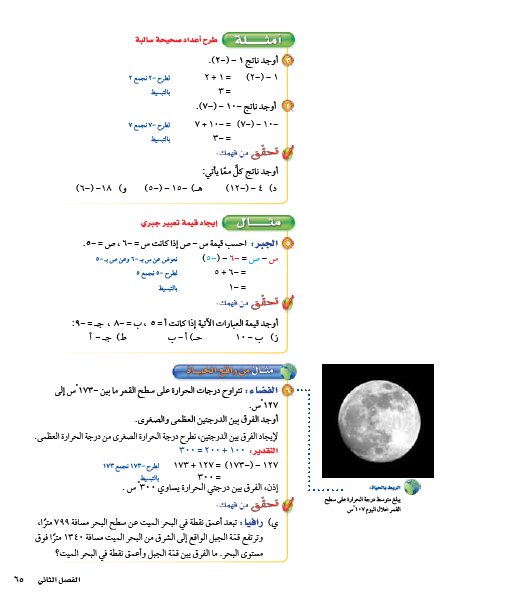 أمثلة طرح أعداد صحيحة سالبة
٣ أوجد ناتج ١ - (-٢).
١ - (-٢) = ١ + ٢ لطرح -٢ نجمع ٢
= ٣ بالتبسيط
٤ أوجد ناتج -١٠ - (-٧).
-١٠ - (-٧) = -١٠ + ٧ لطرح -٧ نجمع ٧
= -٣ بالتبسيط
تحقق من فهمك:
أوجد ناتج كلٍّ ممّا يأتي:
د) ٤ - (-١٢) هـ) -١٥ - (-٥) و) ١٨ - (-٦)
مثال إيجاد قيمة تعبير جبري
٥ الجبر: احسب قيمة س - ص إذا كانت س = -٦، ص = -٥.
س - ص = -٦ - (-٥) نعوض عن س بـ -٦ وعن ص بـ -٥
= -٦ + ٥ لطرح -٥ نجمع ٥
= -١ بالتبسيط
تحقق من فهمك:
أوجد قيمة العبارات الآتية إذا كانت أ = ٥، ب = -٨، جـ = -٩:
ز) ب - ١٠ حـ) أ - ب ط) جـ - أ
مثال من واقع الحياة
٦ الفضاء: تتراوح درجات الحرارة على سطح القمر ما بين -١٧٣ °س إلى
١٢٧ °س.
أوجد الفرق بين الدرجتين العظمى والصغرى.
لإيجاد الفرق بين الدرجتين، نطرح درجة الحرارة الصغرى من درجة الحرارة العظمى.
التقدير: ١٠٠ + ٢٠٠ = ٣٠٠
١٢٧ - (-١٧٣) = ١٢٧ + ١٧٣ لطرح -١٧٣ نجمع ١٧٣
= ٣٠٠ بالتبسيط
إذن، الفرق بين درجتي الحرارة يساوي ٣٠٠ °س.
الربط بالحياة:
يبلغ متوسط درجة الحرارة على سطح
القمر خلال اليوم ١٠٧ °س
تحقق من فهمك:
ي) رافيا: تبعد أعمق نقطة في البحر الميت عن سطح البحر مسافة ٧٩٩ مترًا،
وترتفع قمّة الجبل الواقع إلى الشرق من البحر الميت مسافة ١٣٤٠ مترًا فوق
مستوى البحر. ما الفرق بين قمّة الجبل وأعمق نقطة في البحر الميت؟
الفصل الثاني ٦٥